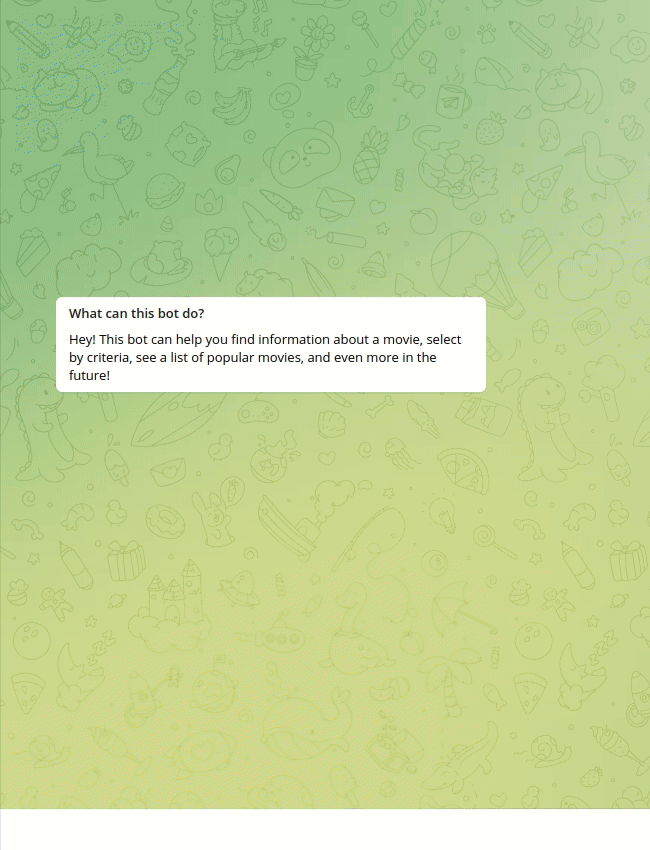 What can this bot do?
Hey! This bot can help you find information about a movie, select
by criteria, see a list of popular movies, and even more in the
future!